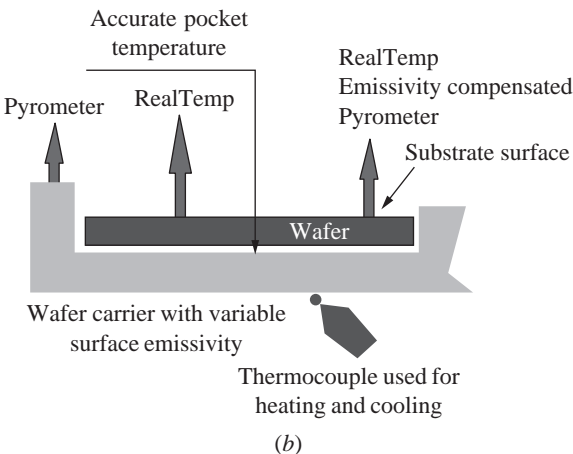 Accurate pocket
temperature
RealTemp
Emissivity compensated
Pyrometer
Pyrometer
RealTemp
Substrate surface
Wafer
Wafer carrier with variable
surface emissivity
Thermocouple used for
heating and cooling
(b)